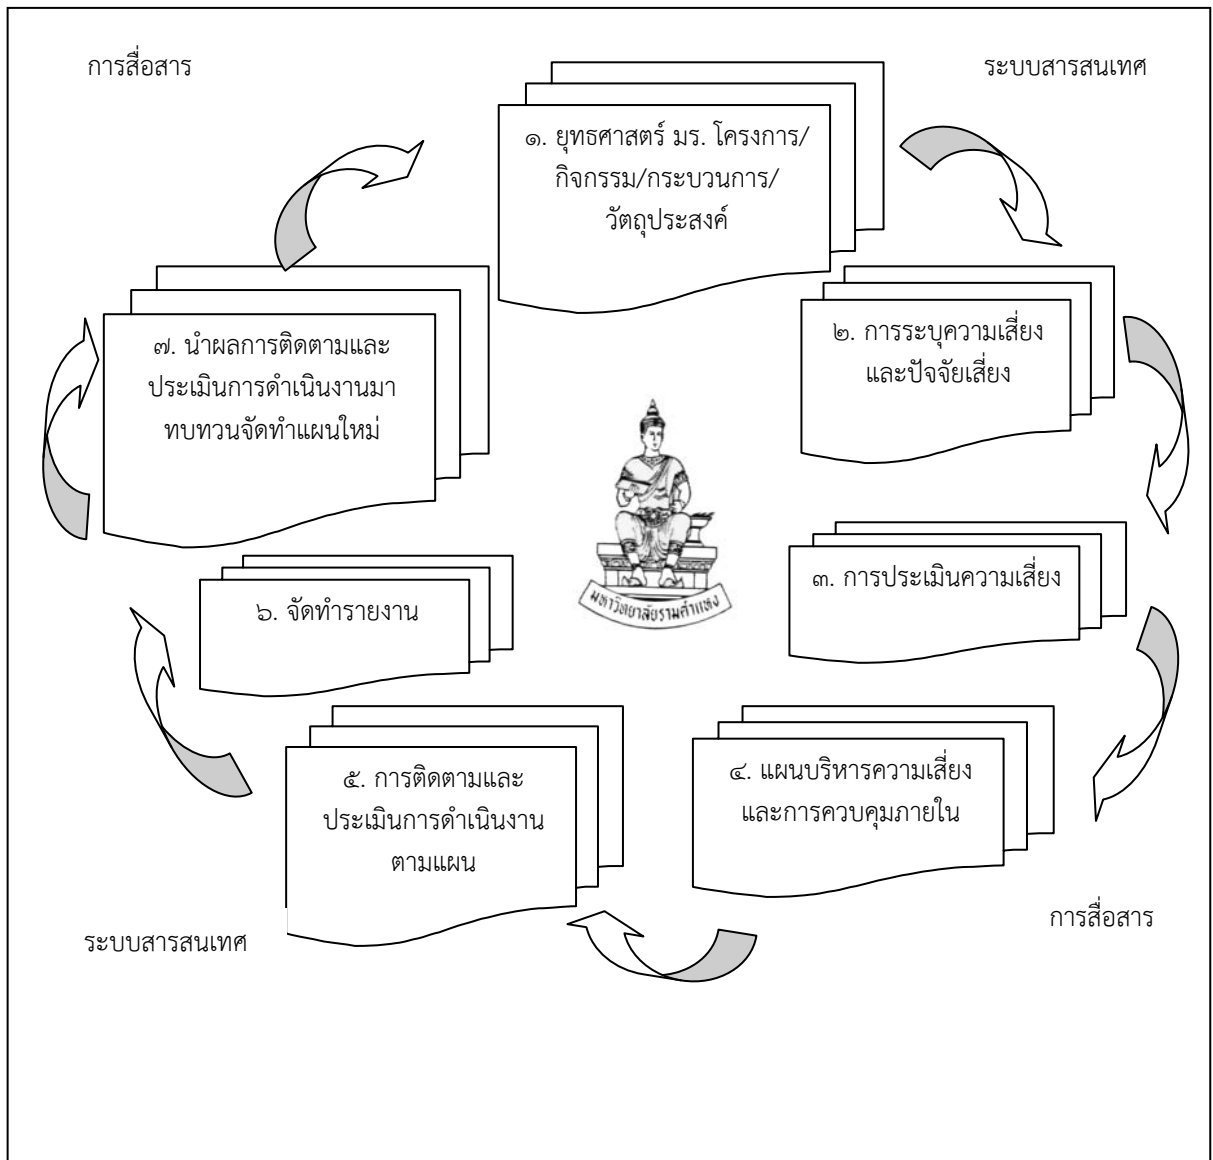 การสื่อสาร
ระบบสารสนเทศ
๑. ยุทธศาสตร์ มร. โครงการ/
กิจกรรม/กระบวนการ/
วัตถุประสงค์
๒. การระบุความเสี่ยง
และปัจจัยเสี่ยง
๓. การประเมินความเสี่ยง
๔. แผนบริหารความเสี่ยง
และการควบคุมภายใน
๕. การติดตามและ
ประเมินการดำเนินงาน
ตามแผน
๖. จัดทำรายงาน
๗. นำผลการติดตามและ
ประเมินการดำเนินงานมา
ทบทวนจัดทำแผนใหม่
มหาวิทยาลัยรามคำแหง
การสื่อสาร
ระบบสารสนเทศ